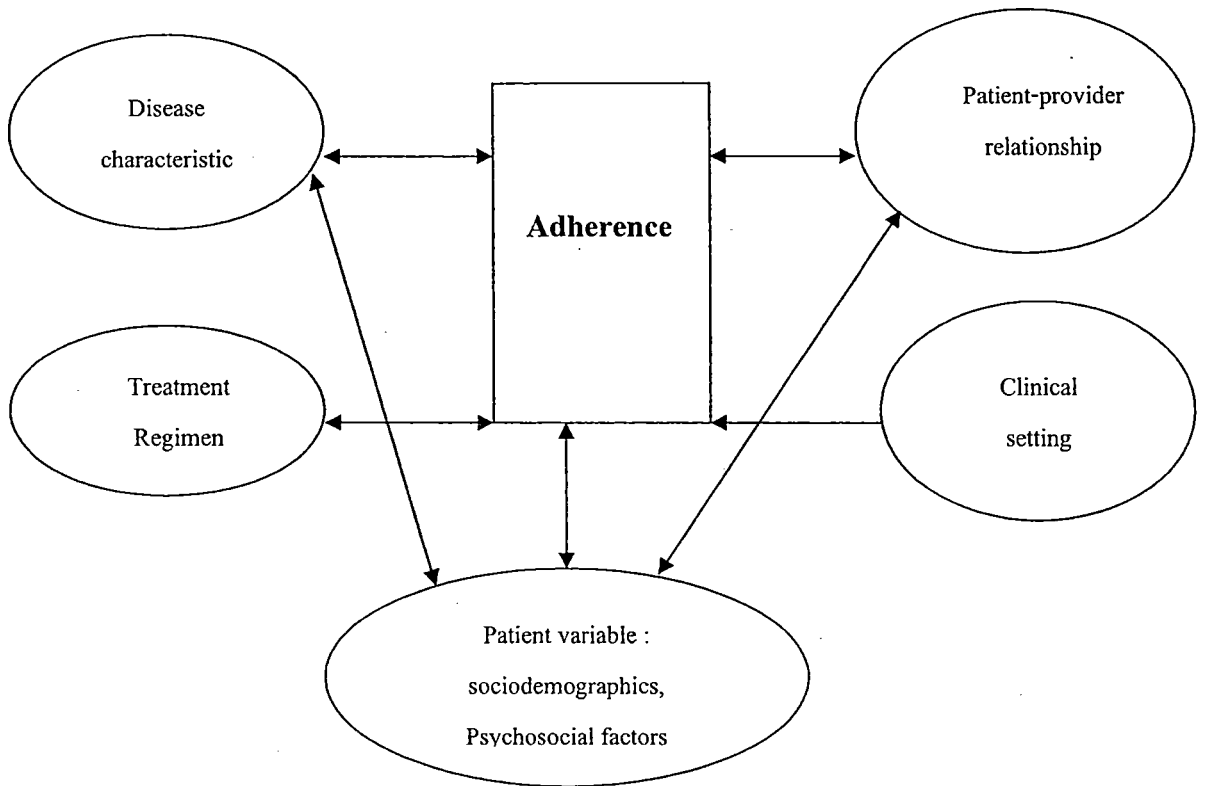 Disease
characteristic
Patient-provider
relationship
Adherence
Treatment
Regimen
Clinical
setting
Patient variable :
sociodemographics,
Psychosocial factors